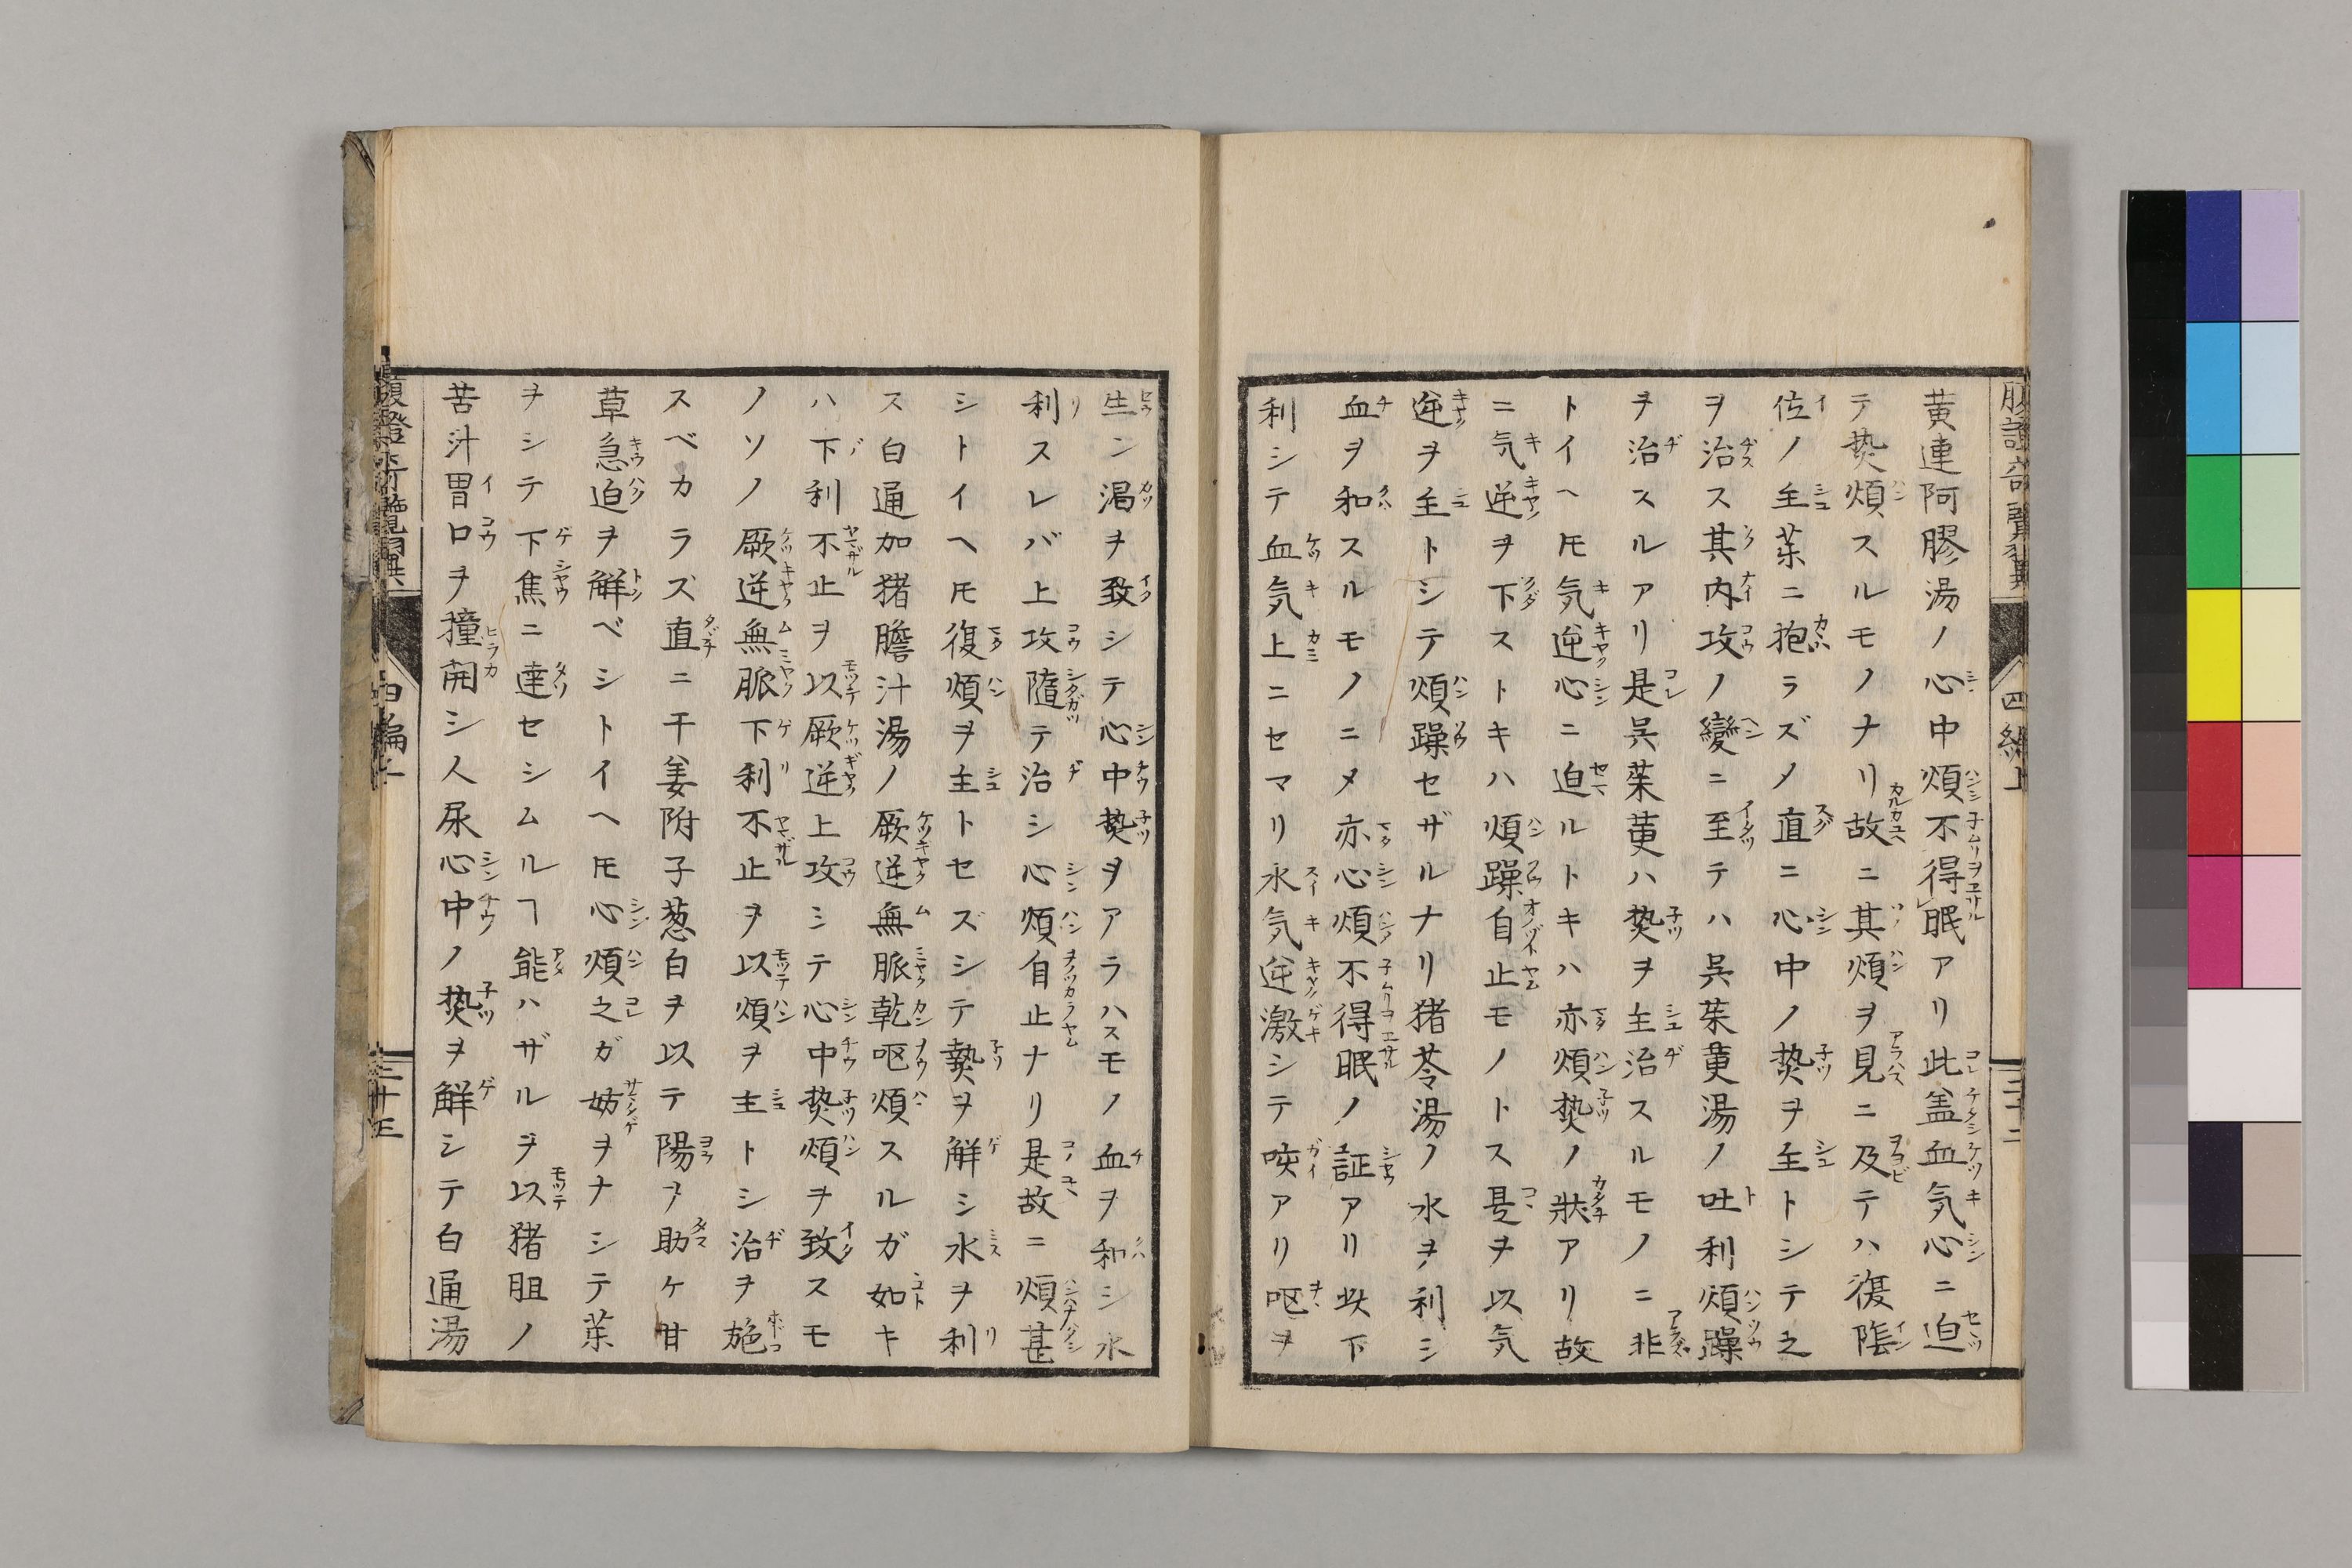 黄連阿膠湯ノ心中煩不得眠アリ此盖血気心ニ迫
テ𤍠煩スルモノナリ故ニ其煩ヲ見ニ及テハ復陰
位ノ主薬ニ抱ラズメ直ニ心中ノ𤍠ヲ主トシテ之
ヲ治ス其内攻ノ變ニ至テハ呉茱萸湯ノ吐利煩躁
ヲ治スルアリ是呉茱萸ハ𤍠ヲ主治スルモノニ非
トイヘ𪜈気逆心ニ迫ルトキハ亦煩𤍠ノ狀アリ故
ニ気逆ヲ下ストキハ煩躁自止モノトス是ヲ以気
逆ヲ主トシテ煩躁セザルナリ猪苓湯ノ水ヲ利シ
血ヲ和スルモノニメ亦心煩不得眠ノ証アリ此下
利シテ血気上ニセマリ水気逆激シテ咳アリ呕ヲ
四編上
生ン渇ヲ致シテ心中𤍠ヲアラハスモノ血ヲ和シ水
利スレバ上攻隨テ治シ心煩自止ナリ是故ニ煩甚
シトイヘ𪜈復煩ヲ主トセズシテ𤍠ヲ解シ水ヲ利
ス白通加猪膽汁湯ノ厥逆無脈乾呕煩スルガ如キ
ハ下利不止ヲ以厥逆上攻シテ心中𤍠煩ヲ致スモ
ノソノ厥逆無脈下利不止ヲ以煩ヲ主トシ治ヲ施
スベカラズ直ニ干姜附子葱白ヲ以テ陽ヲ助ケ甘
草急迫ヲ解ベシトイヘ𪜈心煩之ガ妨ヲナシテ薬
ヲシテ下焦ニ達セシムルヿ能ハザルヲ以猪胆ノ
苦汁胃口ヲ撞開シ人尿心中ノ𤍠ヲ解シテ白通湯